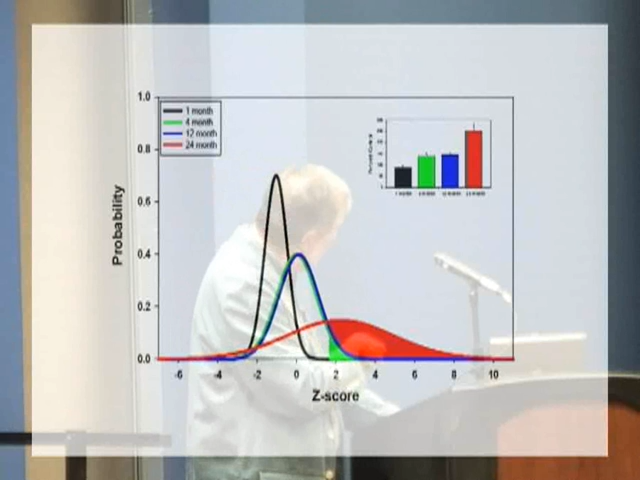 1.0
0.8
0.6
0.4
0.2
0.0
Probability
1 month
4 month
12 month
24 month
-6 -4 -2 0 2 4 6 8 10
Z-score